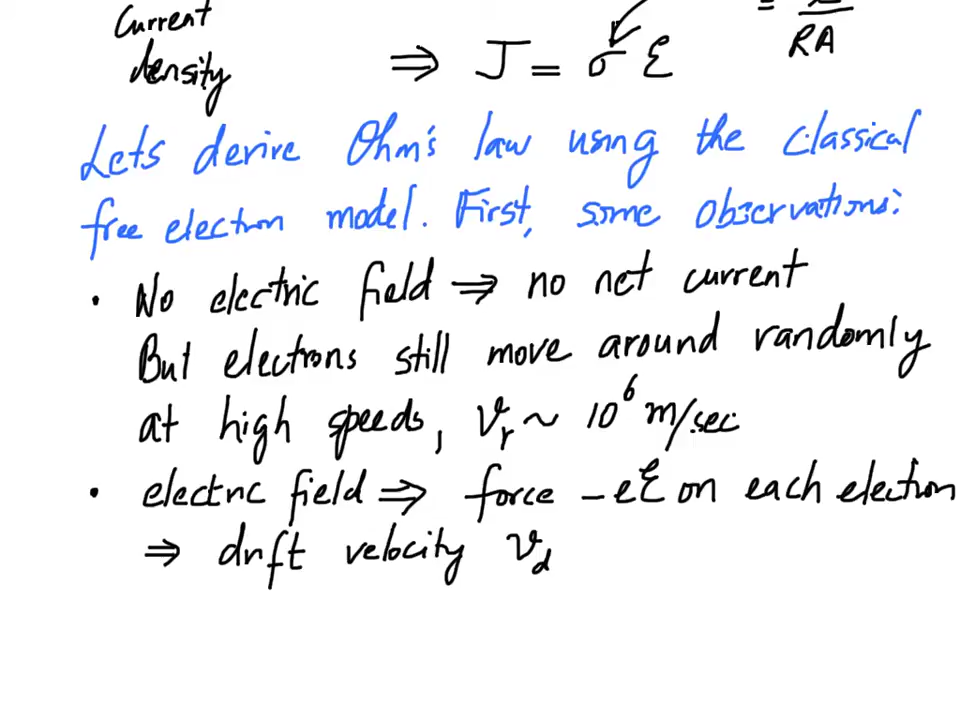 Current
density ⇒ J = σ ℰ
= RA
Lets derive Ohm's law using the classical
free electron model. First, some observations:
• No electric field ⇒ no net current
But electrons still move around randomly
at high speeds, v_r ~ 10^6 m/sec
• electric field ⇒ force -eℰ on each electron
⇒ drift velocity v_d